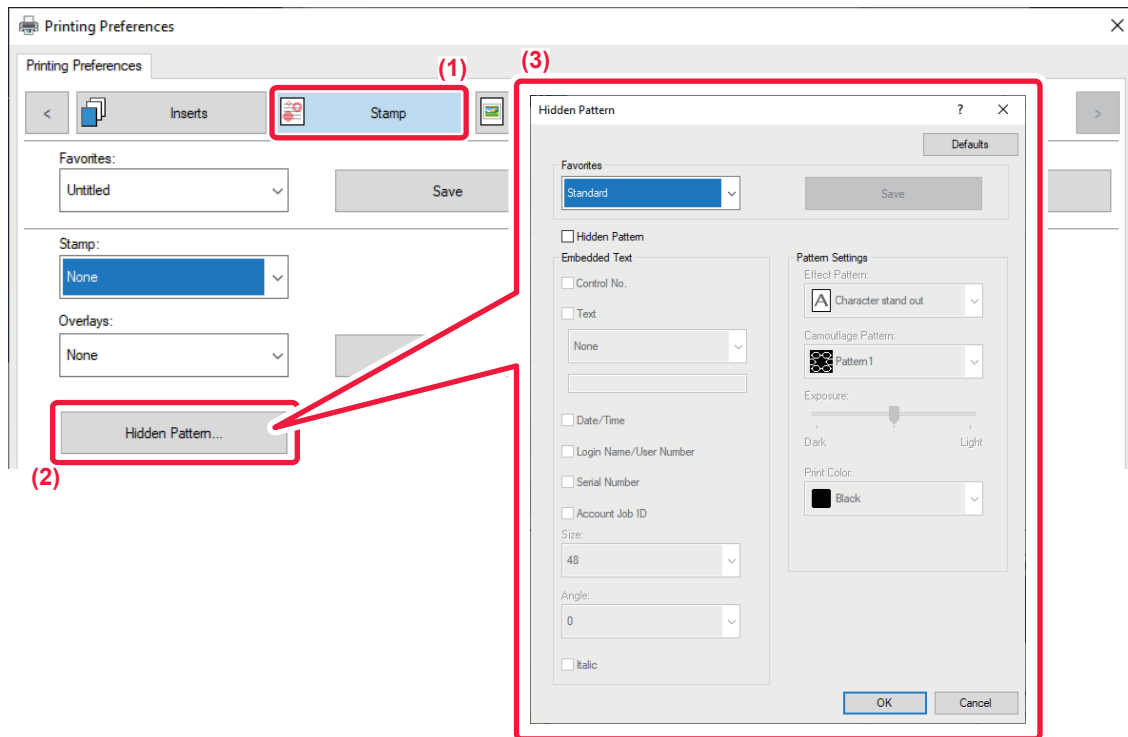 Printing Preferences
Printing Preferences
(1)
(3)
<
Inserts
Stamp
>
Favorites:
Untitled
Save
Stamp:
None
Overlays:
None
Hidden Pattern...
(2)
Hidden Pattern
?
Defaults
Favorites
Standard
Save
Hidden Pattern
Embedded Text
Control No.
Text
None
Date/Time
Login Name/User Number
Serial Number
Account Job ID
Size:
48
Angle:
0
Italic
Pattern Settings
Effect Pattern:
A Character stand out
Camouflage Pattern:
Pattern1
Exposure:
Dark Light
Print Color:
Black
OK Cancel